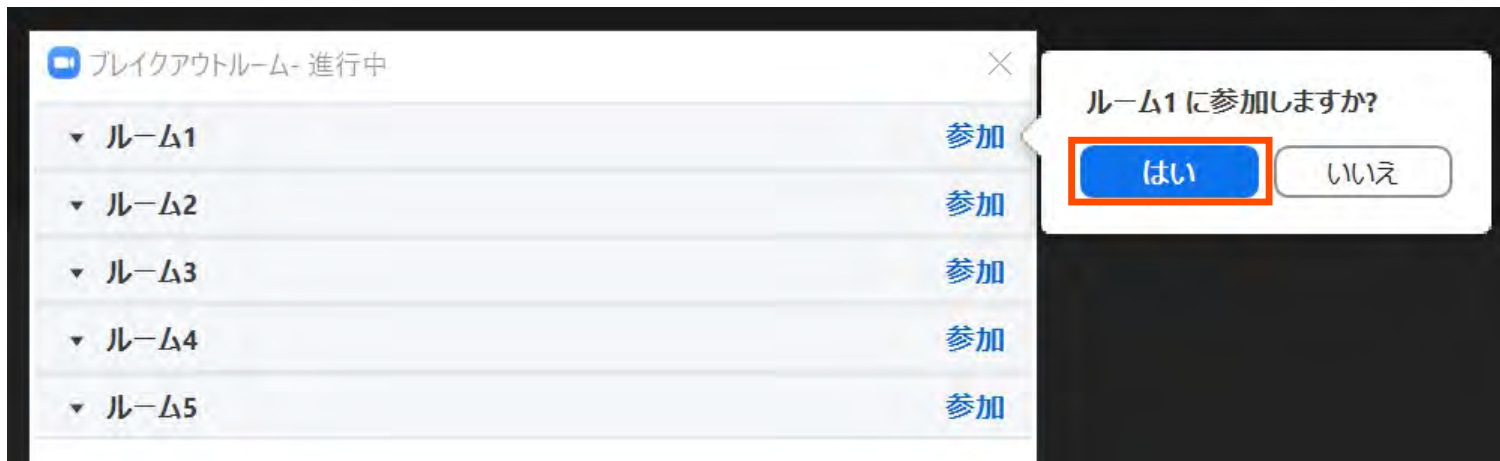 ブレイクアウトルーム- 進行中
ルーム1 参加
ルーム2 参加
ルーム3 参加
ルーム4 参加
ルーム5 参加
ルーム1 に参加しますか?
はい いいえ